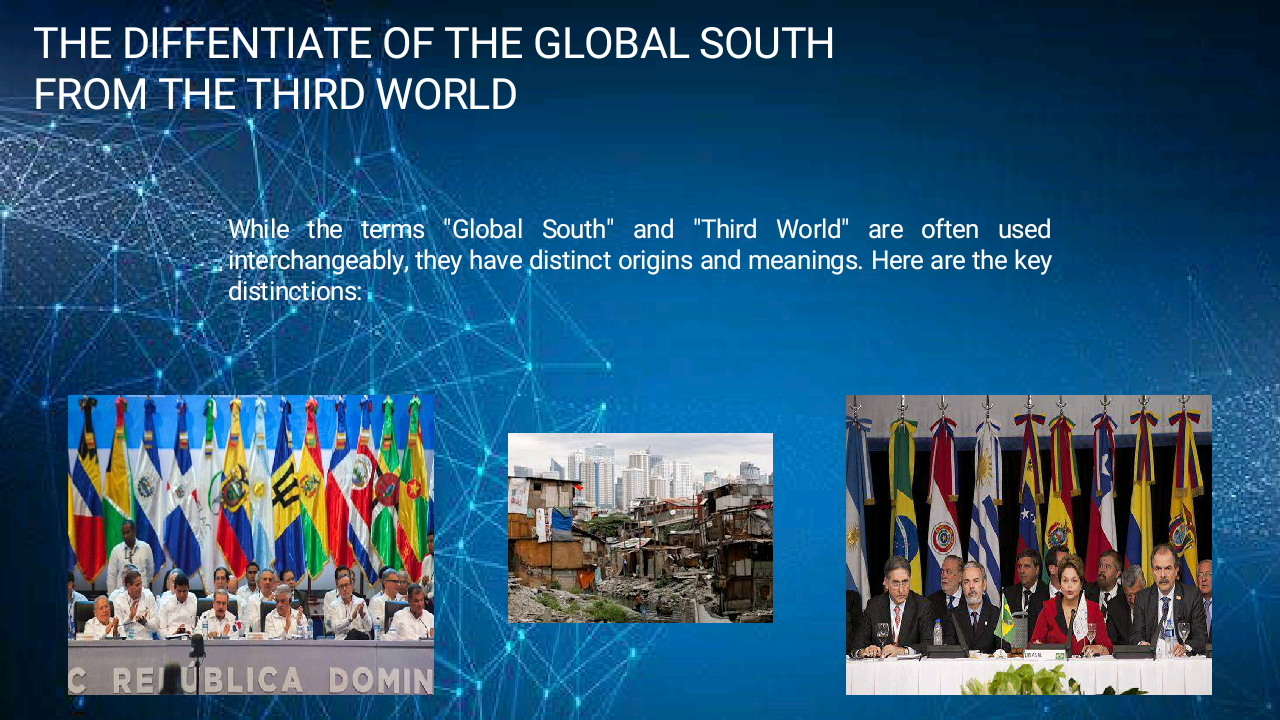 THE DIFFENTIATE OF THE GLOBAL SOUTH
FROM THE THIRD WORLD
While the terms "Global South" and "Third World" are often used
interchangeably, they have distinct origins and meanings. Here are the key
distinctions:
C REPÚBLICA DOMIN